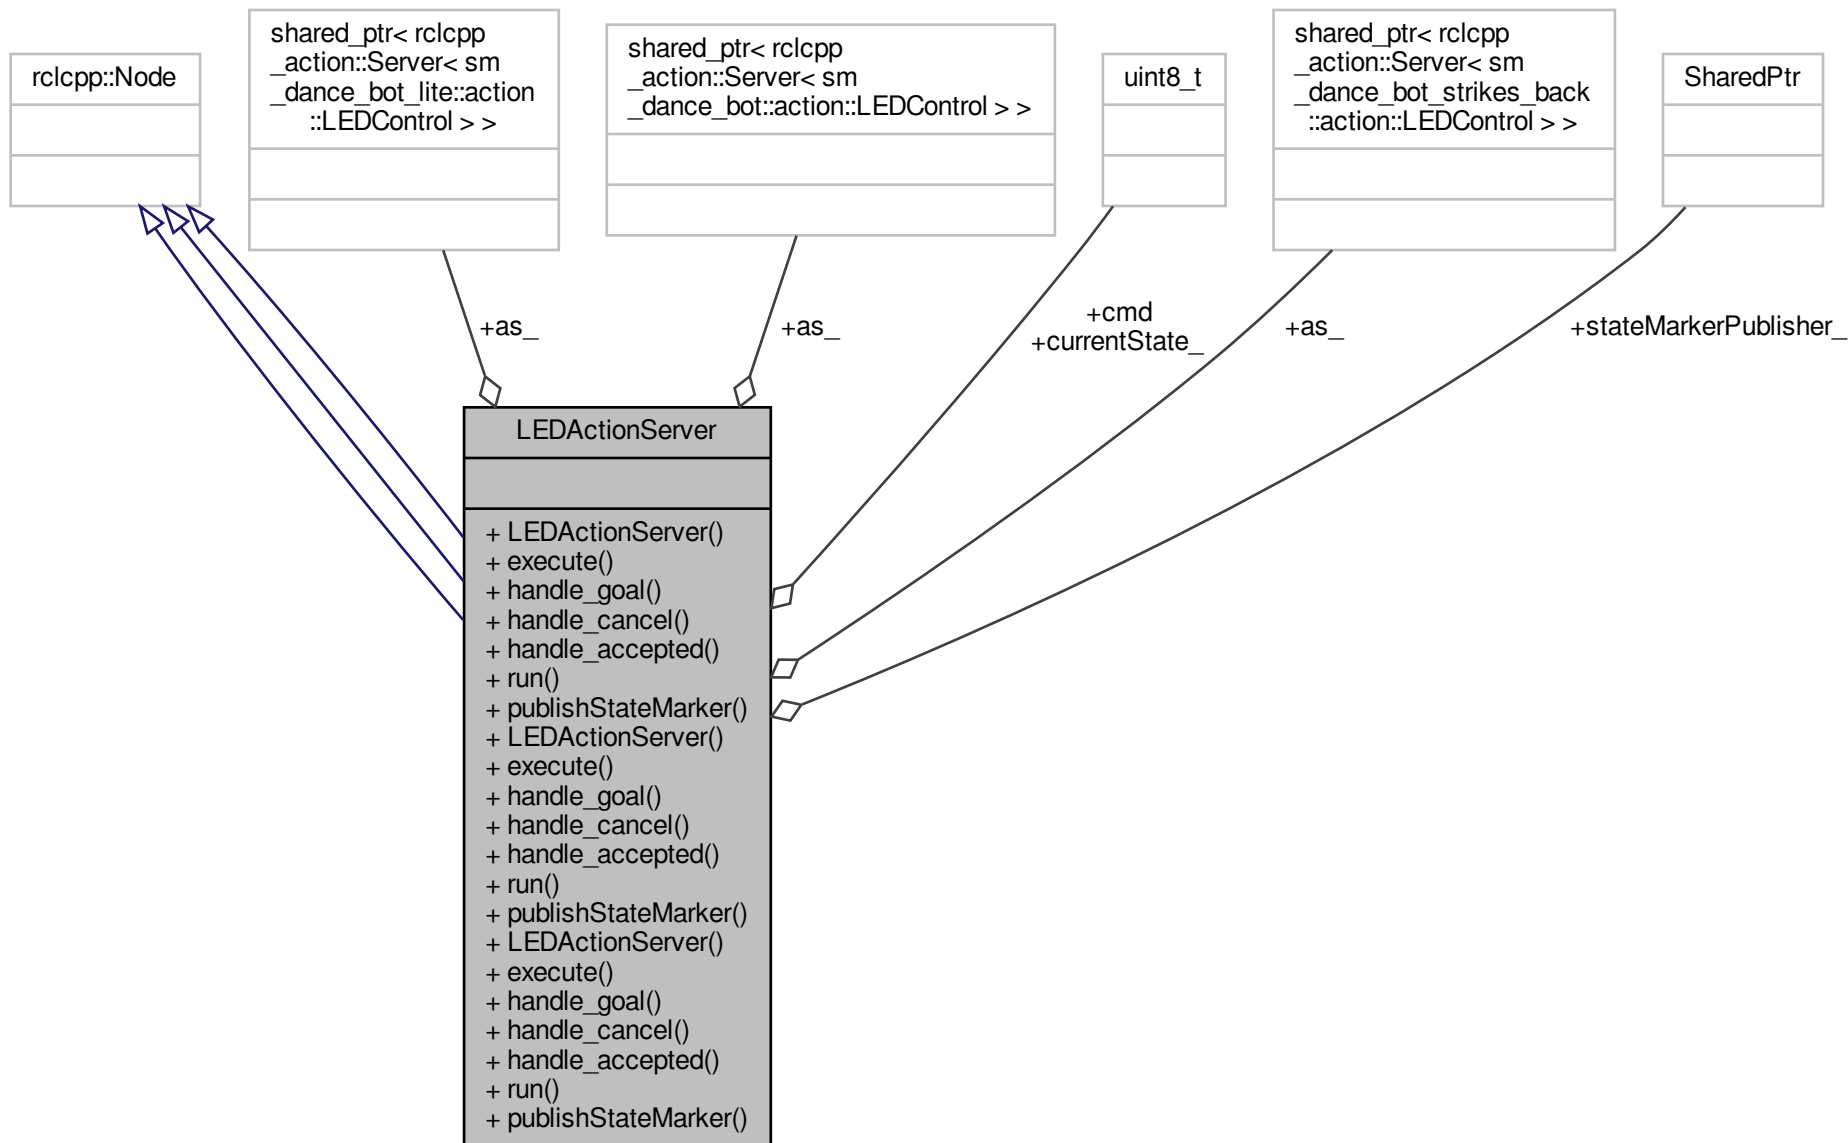 rclcpp::Node
shared_ptr< rclcpp
_action::Server< sm
_dance_bot_lite::action
::LEDControl > >
shared_ptr< rclcpp
_action::Server< sm
_dance_bot::action::LEDControl > >
uint8_t
shared_ptr< rclcpp
_action::Server< sm
_dance_bot_strikes_back
::action::LEDControl > >
SharedPtr
+as_
+as_
+cmd
+currentState_
+as_
+stateMarkerPublisher_
LEDActionServer
+ LEDActionServer()
+ execute()
+ handle_goal()
+ handle_cancel()
+ handle_accepted()
+ run()
+ publishStateMarker()
+ LEDActionServer()
+ execute()
+ handle_goal()
+ handle_cancel()
+ handle_accepted()
+ run()
+ publishStateMarker()
+ LEDActionServer()
+ execute()
+ handle_goal()
+ handle_cancel()
+ handle_accepted()
+ run()
+ publishStateMarker()